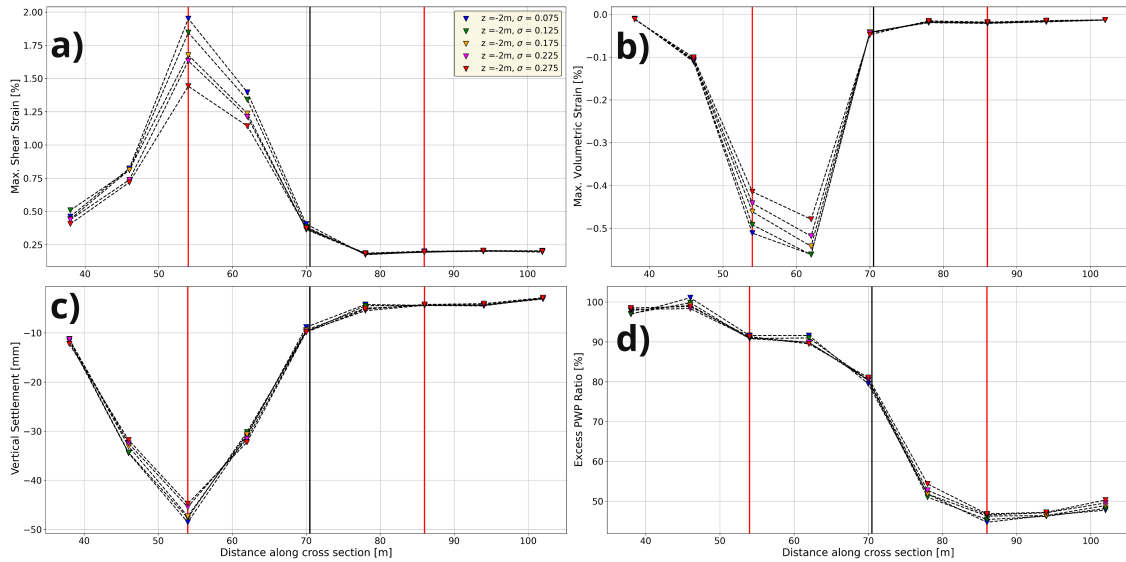 a)
Max. Shear Strain [%]
2.00
1.75
1.50
1.25
1.00
0.75
0.50
0.25
40 50 60 70 80 90 100
z =-2m, σ = 0.075
z =-2m, σ = 0.125
z =-2m, σ = 0.175
z =-2m, σ = 0.225
z =-2m, σ = 0.275
b)
Max. Volumetric Strain [%]
0.0
−0.1
−0.2
−0.3
−0.4
−0.5
40 50 60 70 80 90 100
c)
Vertical Settlement [mm]
−10
−20
−30
−40
−50
40 50 60 70 80 90 100
Distance along cross section [m]
d)
Excess PWP Ratio [%]
100
90
80
70
60
50
40 50 60 70 80 90 100
Distance along cross section [m]